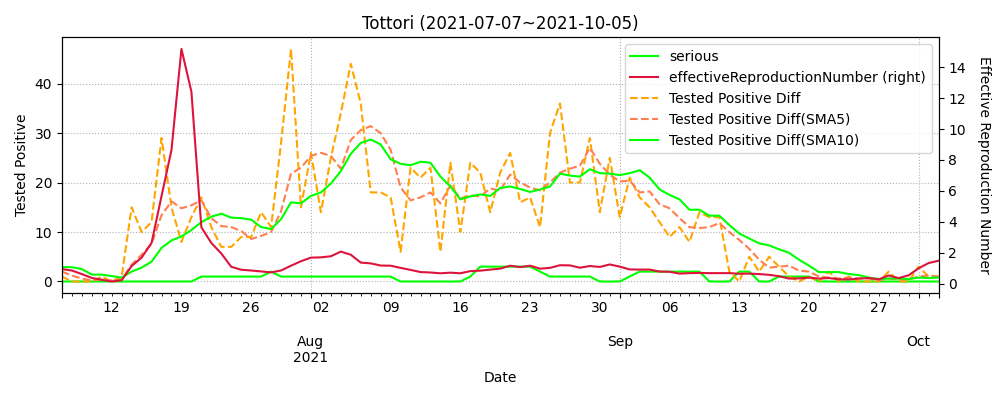 Tottori (2021-07-07~2021-10-05)
serious
effectiveReproductionNumber (right)
Tested Positive Diff
Tested Positive Diff(SMA5)
Tested Positive Diff(SMA10)
Tested Positive
40
30
20
10
0
14
12
10
8
6
4
2
0
Effective Reproduction Number
12 19 26 02 09 16 23 30 06 13 20 27
Aug Sep Oct
2021
Date